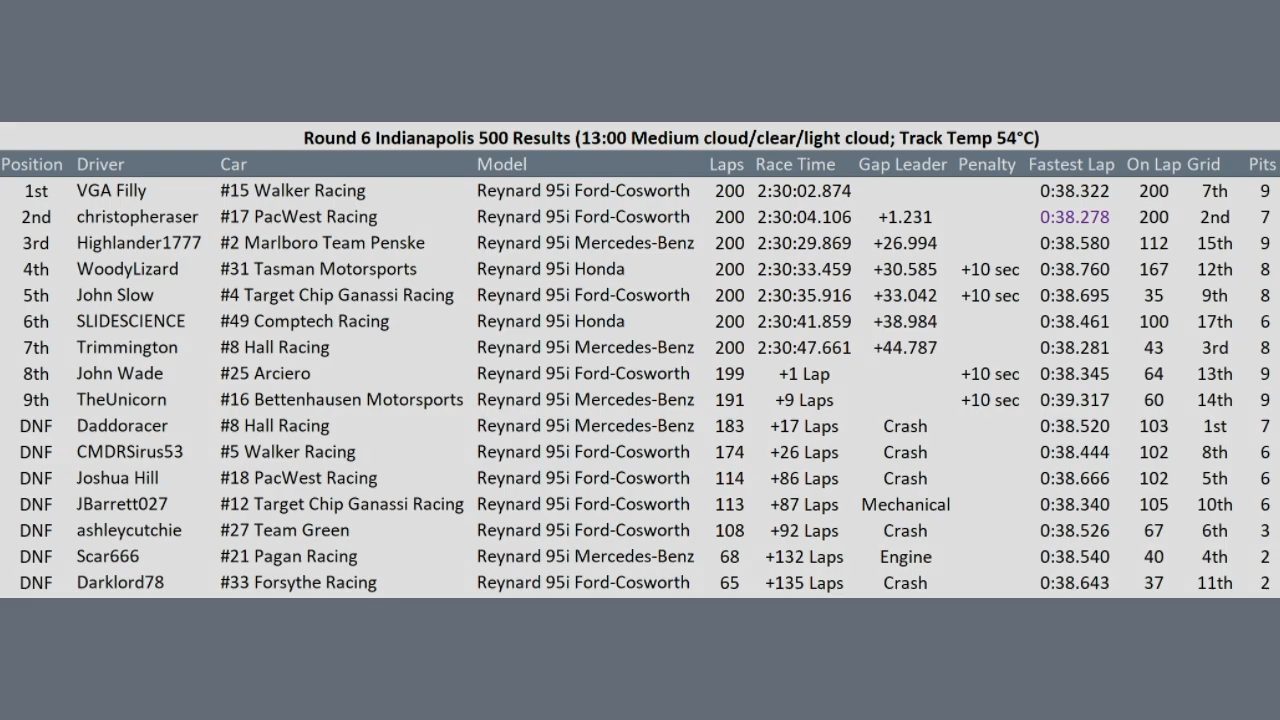 Round 6 Indianapolis 500 Results (13:00 Medium cloud/clear/light cloud; Track Temp 54°C)
Position Driver Car Model Laps Race Time Gap Leader Penalty Fastest Lap On Lap Grid Pits
1st VGA Filly #15 Walker Racing Reynard 95i Ford-Cosworth 200 2:30:02.874 0:38.322 200 7th 9
2nd christopheraser #17 PacWest Racing Reynard 95i Ford-Cosworth 200 2:30:04.106 +1.231 0:38.278 200 2nd 7
3rd Highlander1777 #2 Marlboro Team Penske Reynard 95i Mercedes-Benz 200 2:30:29.869 +26.994 0:38.580 112 15th 9
4th WoodyLizard #31 Tasman Motorsports Reynard 95i Honda 200 2:30:33.459 +30.585 +10 sec 0:38.760 167 12th 8
5th John Slow #4 Target Chip Ganassi Racing Reynard 95i Ford-Cosworth 200 2:30:35.916 +33.042 +10 sec 0:38.695 35 9th 8
6th SLIDESCIENCE #49 Comptech Racing Reynard 95i Honda 200 2:30:41.859 +38.984 0:38.461 100 17th 6
7th Trimmington #8 Hall Racing Reynard 95i Mercedes-Benz 200 2:30:47.661 +44.787 0:38.281 43 3rd 8
8th John Wade #25 Arciero Reynard 95i Ford-Cosworth 199 +1 Lap +10 sec 0:38.345 64 13th 9
9th TheUnicorn #16 Bettenhausen Motorsports Reynard 95i Mercedes-Benz 191 +9 Laps +10 sec 0:39.317 60 14th 9
DNF Daddoracer #8 Hall Racing Reynard 95i Mercedes-Benz 183 +17 Laps Crash 0:38.520 103 1st 7
DNF CMDRSirus53 #5 Walker Racing Reynard 95i Ford-Cosworth 174 +26 Laps Crash 0:38.444 102 8th 6
DNF Joshua Hill #18 PacWest Racing Reynard 95i Ford-Cosworth 114 +86 Laps Crash 0:38.666 102 5th 6
DNF JBarrett027 #12 Target Chip Ganassi Racing Reynard 95i Ford-Cosworth 113 +87 Laps Mechanical 0:38.340 105 10th 6
DNF ashleycutchie #27 Team Green Reynard 95i Ford-Cosworth 108 +92 Laps Crash 0:38.526 67 6th 3
DNF Scar666 #21 Pagan Racing Reynard 95i Mercedes-Benz 68 +132 Laps Engine 0:38.540 40 4th 2
DNF Darklord78 #33 Forsythe Racing Reynard 95i Ford-Cosworth 65 +135 Laps Crash 0:38.643 37 11th 2